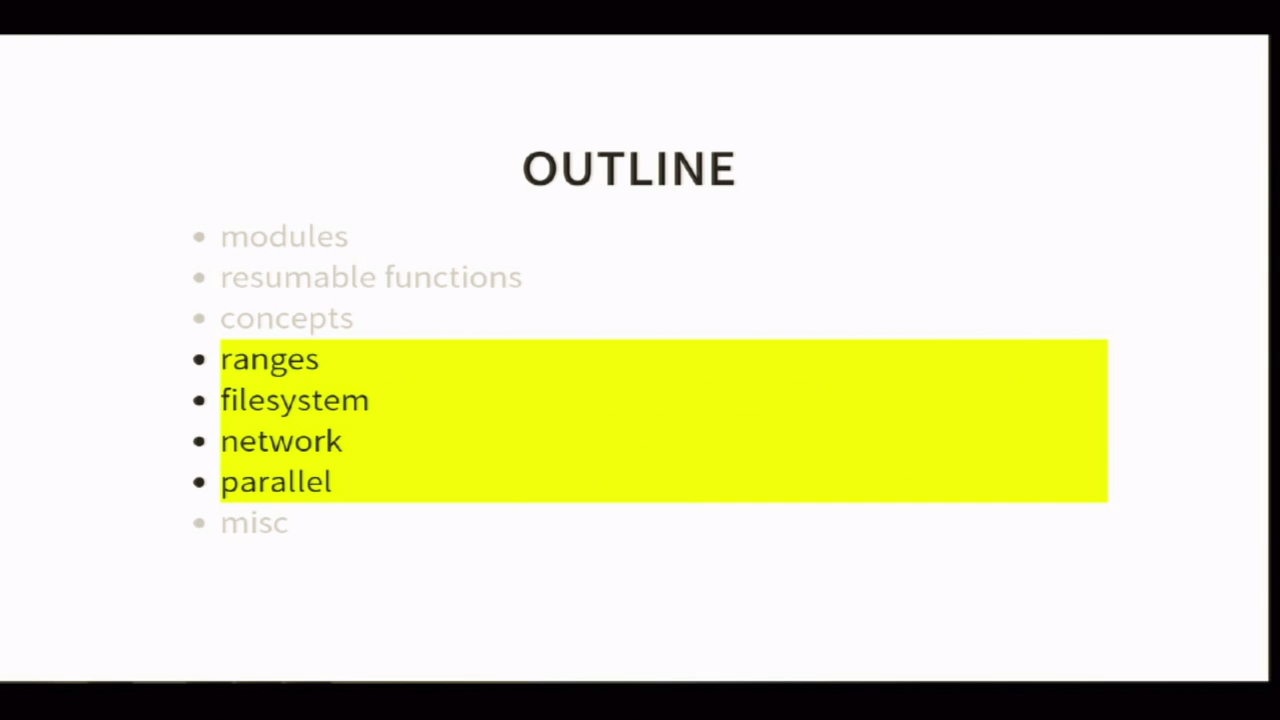 OUTLINE
modules
resumable functions
concepts
ranges
filesystem
network
parallel
misc